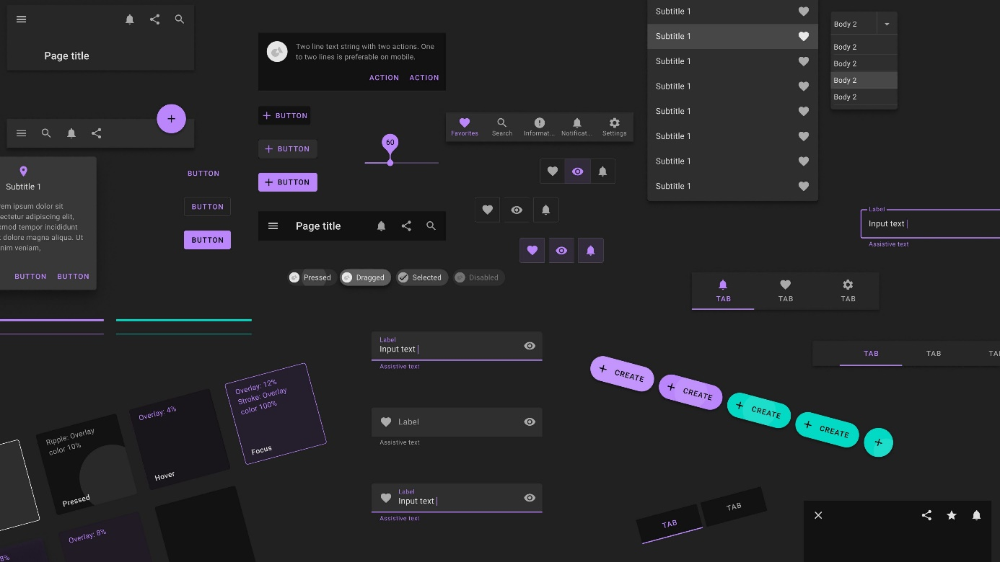 Page title
Subtitle 1
rem ipsum dolor sit
sectetur adipiscing elit,
smod tempor incididunt
t dolore magna aliqua. Ut
nim veniam,
BUTTON
BUTTON
BUTTON
BUTTON
BUTTON
Two line text string with two actions. One
to two lines is preferable on mobile.
ACTION
ACTION
BUTTON
BUTTON
BUTTON
60
Page title
Pressed
Dragged
Selected
Disabled
Favorites
Search
Informat...
Notificat...
Settings
Subtitle 1
Subtitle 1
Subtitle 1
Subtitle 1
Subtitle 1
Subtitle 1
Subtitle 1
Subtitle 1
Body 2
Body 2
Body 2
Body 2
Body 2
Label
Input text
Assistive text
TAB
TAB
TAB
TAB
TAB
TA
Label
Input text
Assistive text
Label
Assistive text
Label
Input text
Assistive text
CREATE
CREATE
CREATE
CREATE
TAB
TAB
Ripple: Overlay
color 10%
Pressed
Overlay: 4%
Hover
Overlay: 12%
Stroke: Overlay
color 100%
Focus
8%
Overlay: 8%